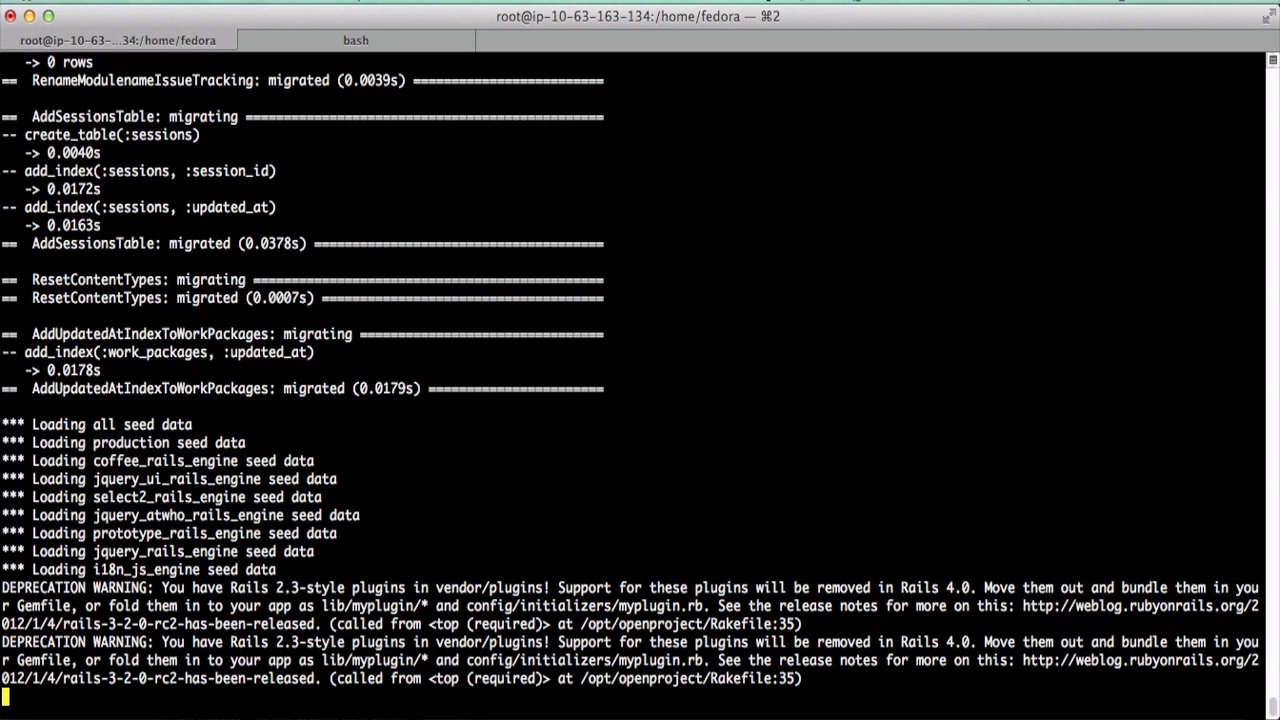 root@ip-10-63-163-134:/home/fedora — ⌘2
root@ip-10-63-...34:/home/fedora
bash
-> 0 rows
==  RenameModulenameIssueTracking: migrated (0.0039s) =========================
==  AddSessionsTable: migrating ===============================================
-- create_table(:sessions)
-> 0.0040s
-- add_index(:sessions, :session_id)
-> 0.0172s
-- add_index(:sessions, :updated_at)
-> 0.0163s
==  AddSessionsTable: migrated (0.0378s) ======================================
==  ResetContentTypes: migrating ==============================================
==  ResetContentTypes: migrated (0.0007s) =====================================
==  AddUpdatedAtIndexToWorkPackages: migrating ================================
-- add_index(:work_packages, :updated_at)
-> 0.0178s
==  AddUpdatedAtIndexToWorkPackages: migrated (0.0179s) =======================
*** Loading all seed data
*** Loading production seed data
*** Loading coffee_rails_engine seed data
*** Loading jquery_ui_rails_engine seed data
*** Loading select2_rails_engine seed data
*** Loading jquery_atwho_rails_engine seed data
*** Loading prototype_rails_engine seed data
*** Loading jquery_rails_engine seed data
*** Loading i18n_js_engine seed data
DEPRECATION WARNING: You have Rails 2.3-style plugins in vendor/plugins! Support for these plugins will be removed in Rails 4.0. Move them out and bundle them in you
r Gemfile, or fold them in to your app as lib/myplugin/* and config/initializers/myplugin.rb. See the release notes for more on this: http://weblog.rubyonrails.org/2
012/1/4/rails-3-2-0-rc2-has-been-released. (called from <top (required)> at /opt/openproject/Rakefile:35)
DEPRECATION WARNING: You have Rails 2.3-style plugins in vendor/plugins! Support for these plugins will be removed in Rails 4.0. Move them out and bundle them in you
r Gemfile, or fold them in to your app as lib/myplugin/* and config/initializers/myplugin.rb. See the release notes for more on this: http://weblog.rubyonrails.org/2
012/1/4/rails-3-2-0-rc2-has-been-released. (called from <top (required)> at /opt/openproject/Rakefile:35)